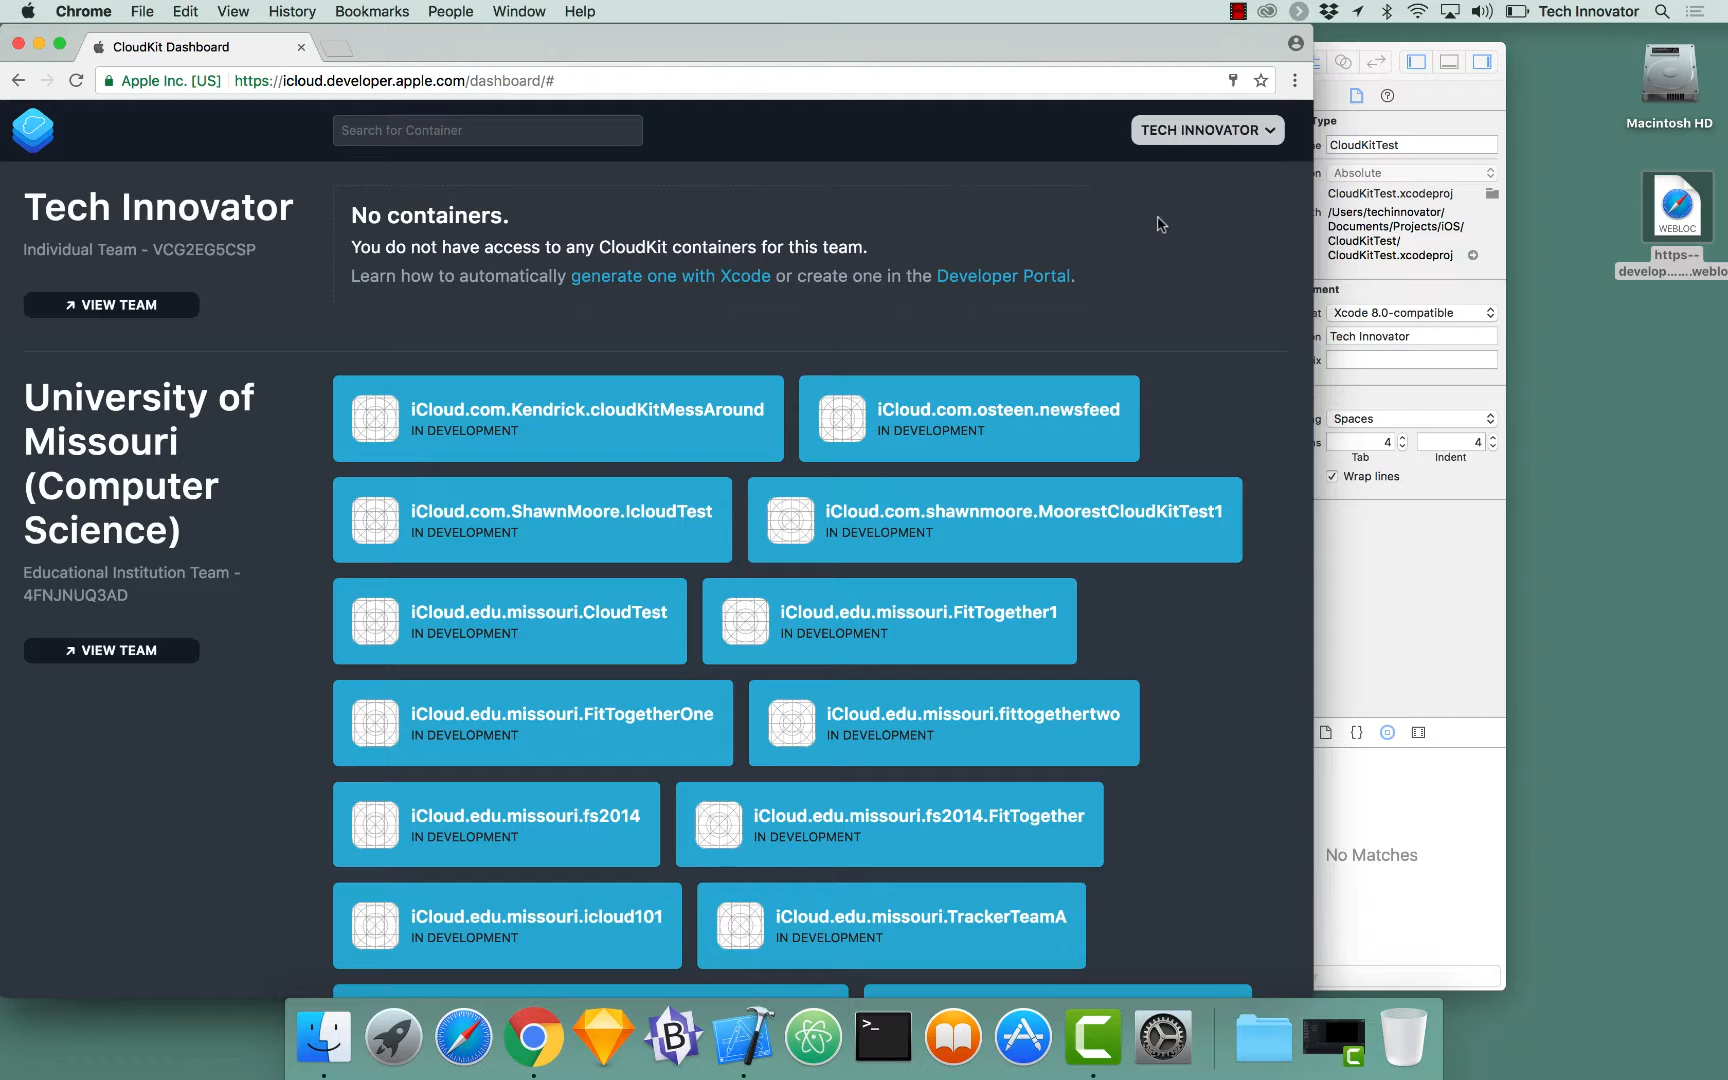 Chrome File Edit View History Bookmarks People Window Help
Tech Innovator
CloudKit Dashboard
Apple Inc. [US] https://icloud.developer.apple.com/dashboard/#
Search for Container
TECH INNOVATOR
Tech Innovator
Individual Team - VCG2EG5CSP
VIEW TEAM
No containers.
You do not have access to any CloudKit containers for this team.
Learn how to automatically generate one with Xcode or create one in the Developer Portal.
University of
Missouri
(Computer
Science)
Educational Institution Team -
4FNJNUQ3AD
VIEW TEAM
iCloud.com.Kendrick.cloudKitMessAround
IN DEVELOPMENT
iCloud.com.osteen.newsfeed
IN DEVELOPMENT
iCloud.com.ShawnMoore.IcloudTest
IN DEVELOPMENT
iCloud.com.shawnmoore.MoorestCloudKitTest1
IN DEVELOPMENT
iCloud.edu.missouri.CloudTest
IN DEVELOPMENT
iCloud.edu.missouri.FitTogether1
IN DEVELOPMENT
iCloud.edu.missouri.FitTogetherOne
IN DEVELOPMENT
iCloud.edu.missouri.fittogethertwo
IN DEVELOPMENT
iCloud.edu.missouri.fs2014
IN DEVELOPMENT
iCloud.edu.missouri.fs2014.FitTogether
IN DEVELOPMENT
iCloud.edu.missouri.icloud101
IN DEVELOPMENT
iCloud.edu.missouri.TrackerTeamA
IN DEVELOPMENT
Type
e CloudKitTest
n Absolute
CloudKitTest.xcodeproj
h /Users/techinnovator/
Documents/Projects/iOS/
CloudKitTest/
CloudKitTest.xcodeproj
ment
at Xcode 8.0-compatible
n Tech Innovator
ix
g Spaces
s 4 4
Tab Indent
Wrap lines
{}
No Matches
Macintosh HD
WEBLOC
https--
develop.......weblo